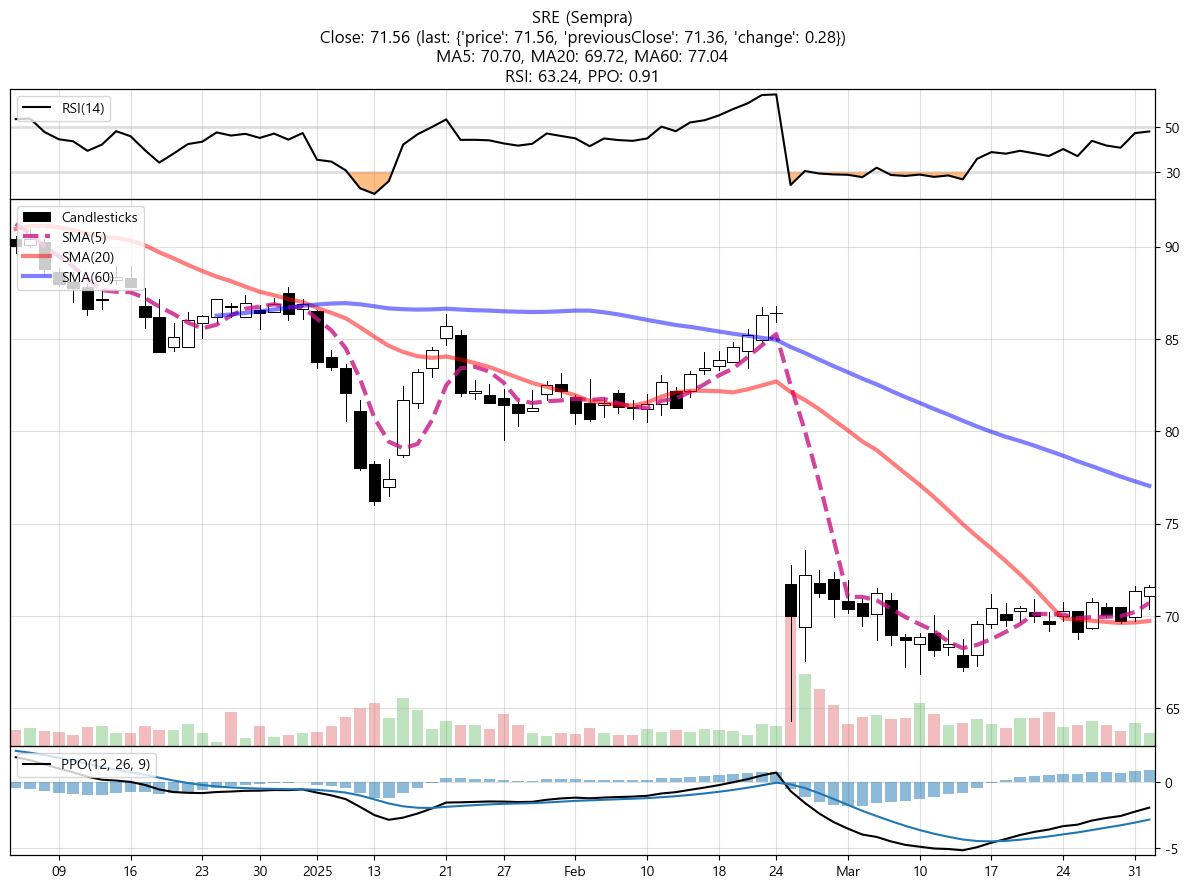 SRE (Sempra)
Close: 71.56 (last: {'price': 71.56, 'previousClose': 71.36, 'change': 0.28})
MA5: 70.70, MA20: 69.72, MA60: 77.04
RSI: 63.24, PPO: 0.91
RSI(14)
50
30
Candlesticks
SMA(5)
SMA(20)
SMA(60)
90
85
80
75
70
65
PPO(12, 26, 9)
0
-5
09 16 23 30 2025 13 21 27 Feb 10 18 24 Mar 10 17 24 31